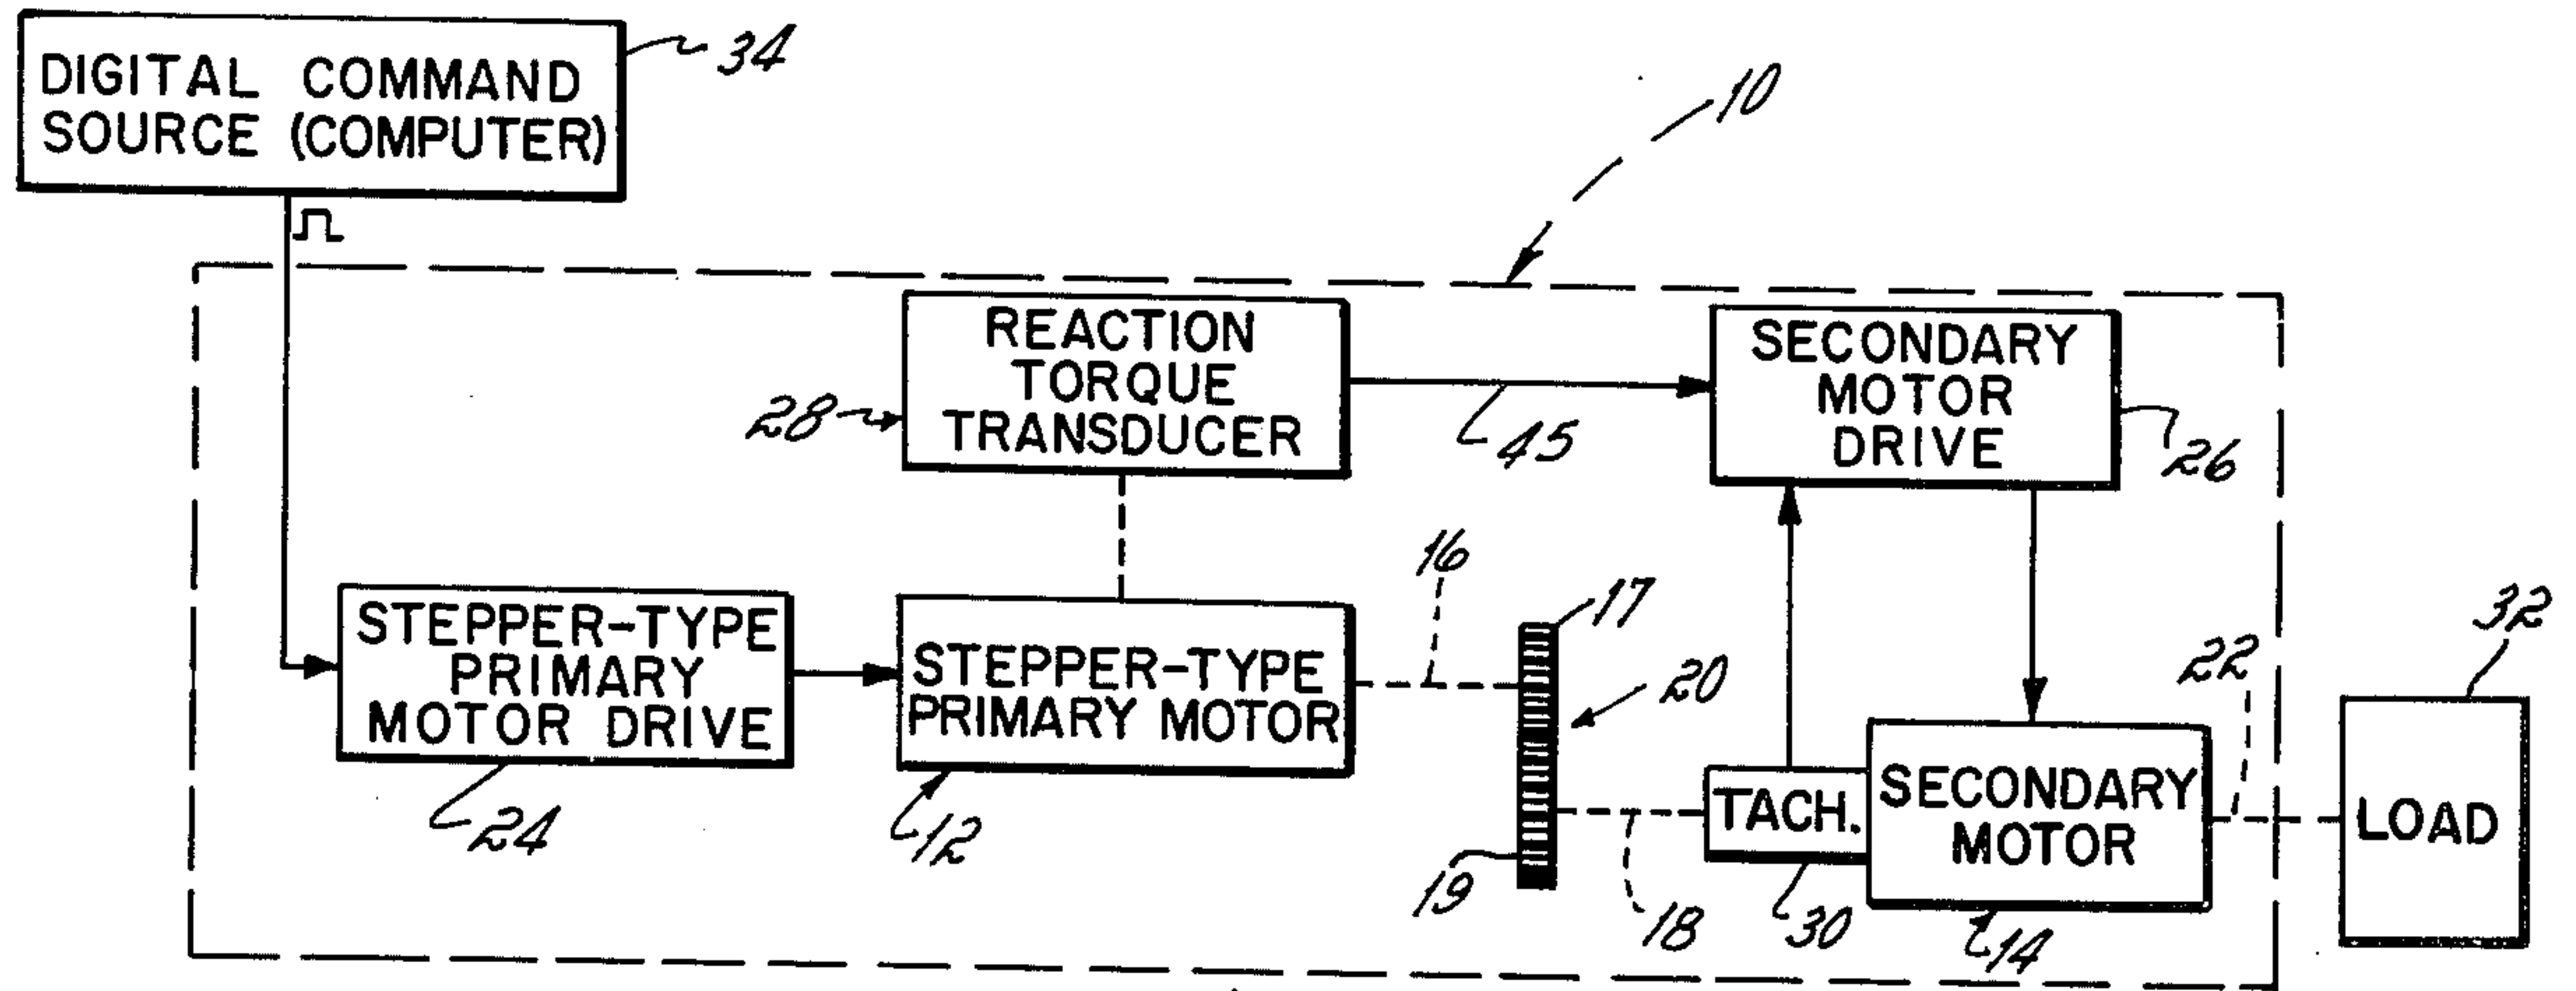 DIGITAL COMMAND
SOURCE (COMPUTER)
34
10
REACTION
TORQUE
TRANSDUCER
28
45
SECONDARY
MOTOR
DRIVE
26
STEPPER-TYPE
PRIMARY
MOTOR DRIVE
24
STEPPER-TYPE
PRIMARY MOTOR
12
16
17
20
19
18
TACH.
30
SECONDARY
MOTOR
14
22
32
LOAD